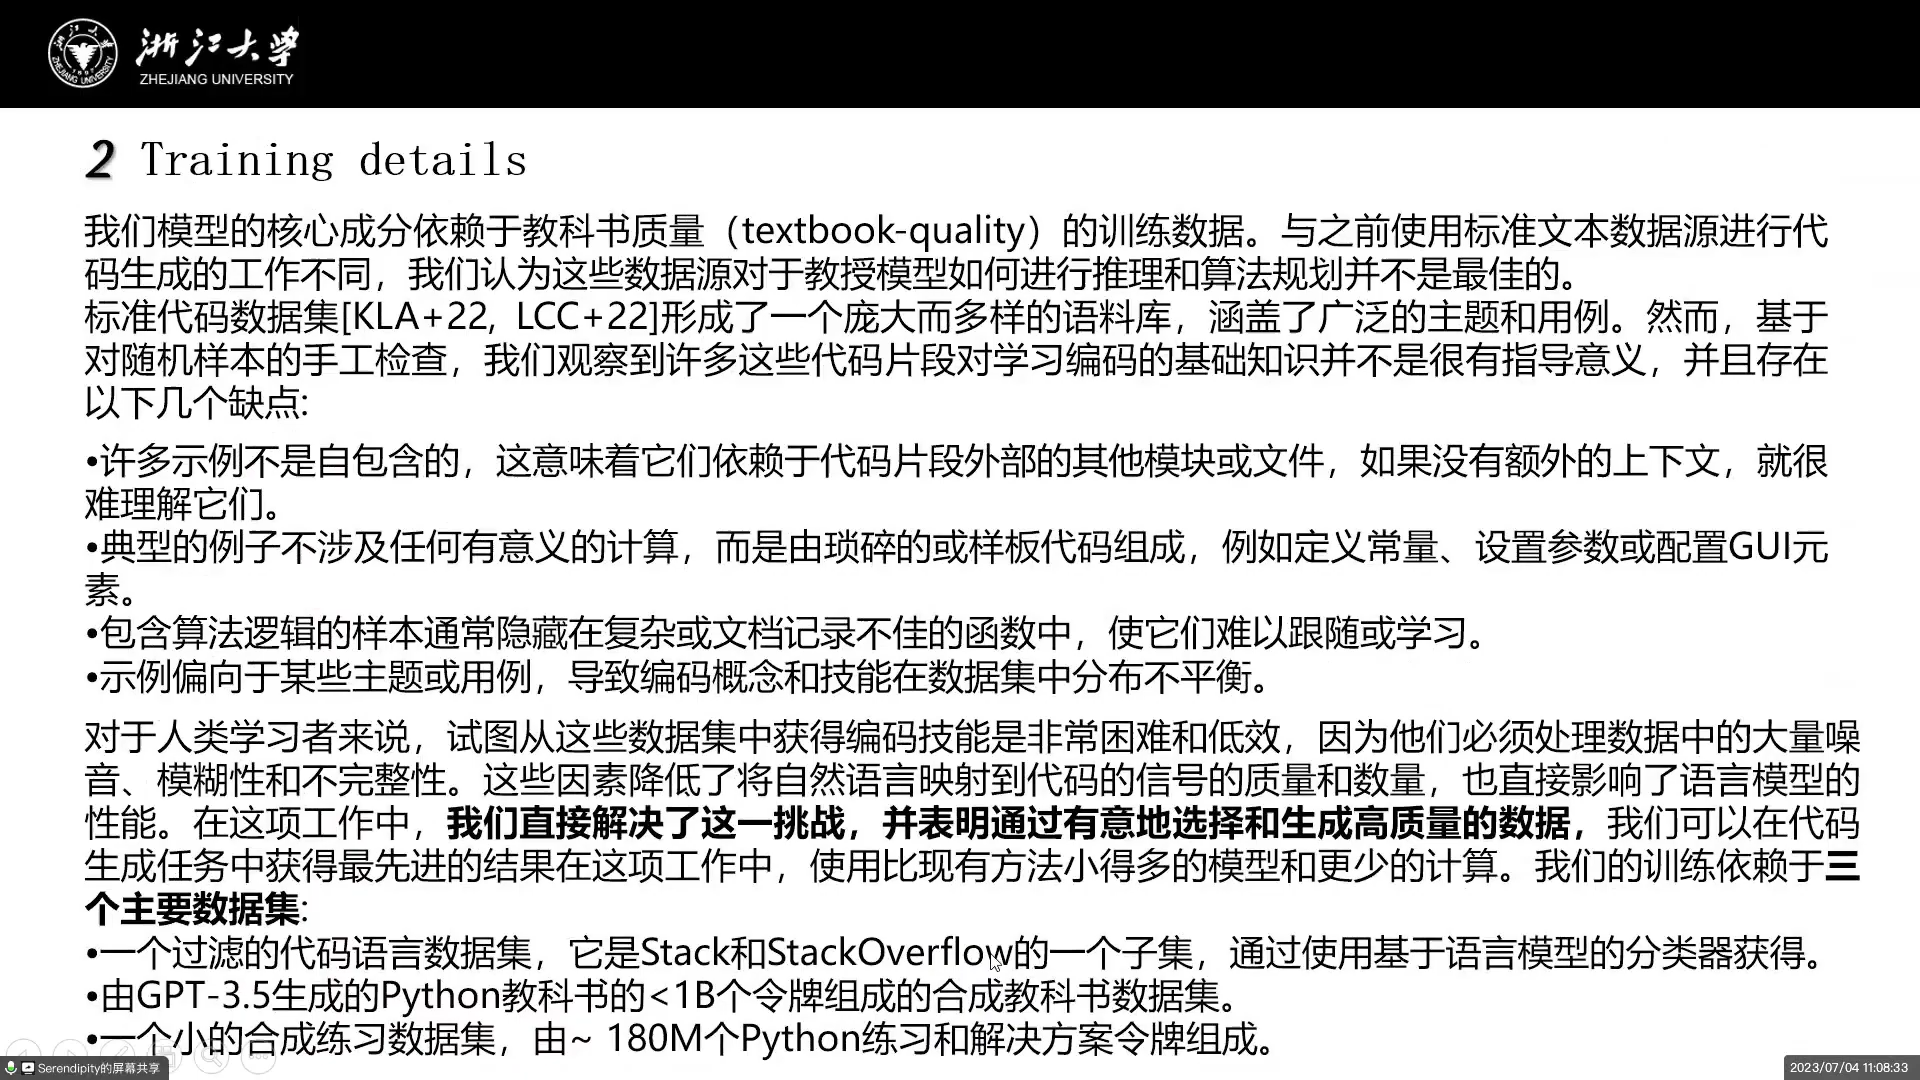 浙江大学
ZHEJIANG UNIVERSITY
2 Training details
我们模型的核心成分依赖于教科书质量（textbook-quality）的训练数据。与之前使用标准文本数据源进行代
码生成的工作不同，我们认为这些数据源对于教授模型如何进行推理和算法规划并不是最佳的。
标准代码数据集[KLA+22, LCC+22]形成了一个庞大而多样的语料库，涵盖了广泛的主题和用例。然而，基于
对随机样本的手工检查，我们观察到许多这些代码片段对学习编码的基础知识并不是很有指导意义，并且存在
以下几个缺点:
•许多示例不是自包含的，这意味着它们依赖于代码片段外部的其他模块或文件，如果没有额外的上下文，就很
难理解它们。
•典型的例子不涉及任何有意义的计算，而是由琐碎的或样板代码组成，例如定义常量、设置参数或配置GUI元
素。
•包含算法逻辑的样本通常隐藏在复杂或文档记录不佳的函数中，使它们难以跟随或学习。
•示例偏向于某些主题或用例，导致编码概念和技能在数据集中分布不平衡。
对于人类学习者来说，试图从这些数据集中获得编码技能是非常困难和低效，因为他们必须处理数据中的大量噪
音、模糊性和不完整性。这些因素降低了将自然语言映射到代码的信号的质量和数量，也直接影响了语言模型的
性能。在这项工作中，我们直接解决了这一挑战，并表明通过有意地选择和生成高质量的数据，我们可以在代码
生成任务中获得最先进的结果在这项工作中，使用比现有方法小得多的模型和更少的计算。我们的训练依赖于三
个主要数据集:
•一个过滤的代码语言数据集，它是Stack和StackOverflow的一个子集，通过使用基于语言模型的分类器获得。
•由GPT-3.5生成的Python教科书的<1B个令牌组成的合成教科书数据集。
•一个小的合成练习数据集，由~ 180M个Python练习和解决方案令牌组成。
Serendipity的屏幕共享
2023/07/04 11:08:33